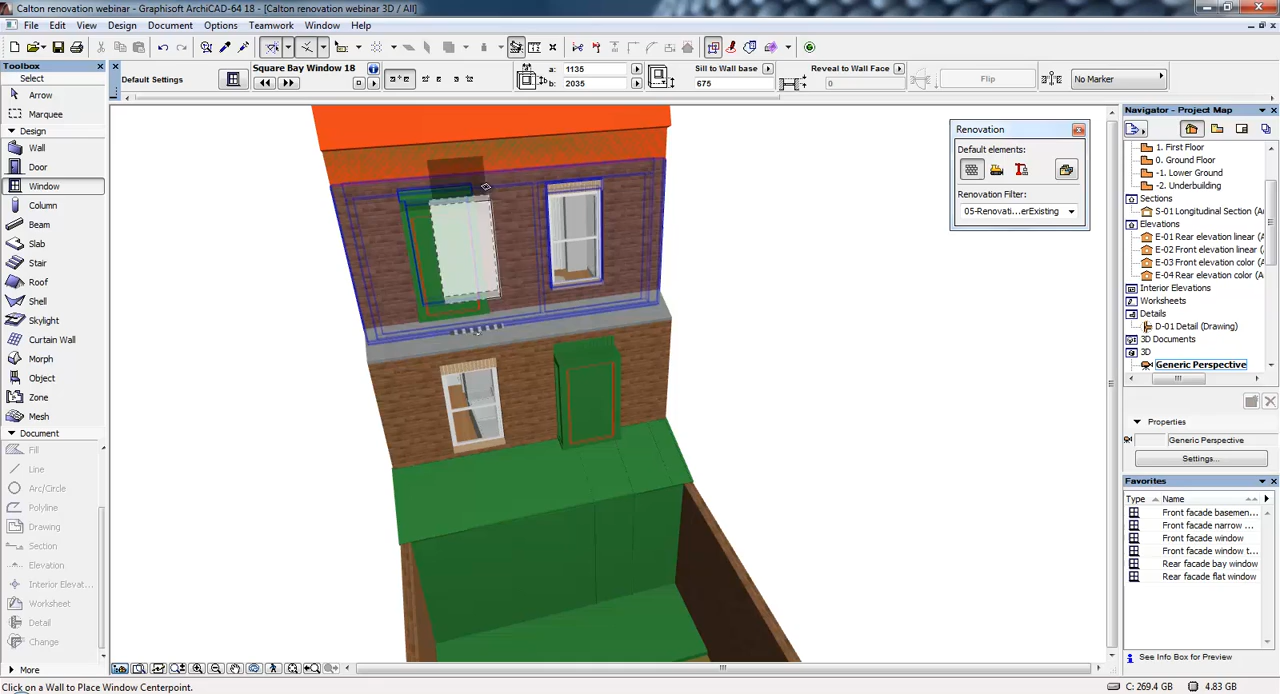 Calton renovation webinar - Graphisoft ArchiCAD-64 18 - [Calton renovation webinar 3D / All]
File Edit View Design Document Options Teamwork Window Help
Toolbox
Select
Arrow
Marquee
Design
Wall
Door
Window
Column
Beam
Slab
Stair
Roof
Shell
Skylight
Curtain Wall
Morph
Object
Zone
Mesh
Document
Fill
Line
Arc/Circle
Polyline
Drawing
Section
Elevation
Interior Elevat...
Worksheet
Detail
Change
More
Default Settings
Square Bay Window 18
a: 1135
b: 2035
Sill to Wall base
675
Reveal to Wall Face
0
Flip
No Marker
Renovation
Default elements:
Renovation Filter:
05-Renovati...erExisting
Navigator - Project Map
1. First Floor
0. Ground Floor
-1. Lower Ground
-2. Underbuilding
Sections
S-01 Longitudinal Section (A
Elevations
E-01 Rear elevation linear (A
E-02 Front elevation linear (
E-03 Front elevation color (A
E-04 Rear elevation color (A
Interior Elevations
Worksheets
Details
D-01 Detail (Drawing)
3D Documents
3D
Generic Perspective
Properties
Generic Perspective
Settings...
Favorites
Type Name
Front facade basemen...
Front facade narrow ...
Front facade window
Front facade window t...
Rear facade bay window
Rear facade flat window
See Info Box for Preview
Click on a Wall to Place Window Centerpoint.
C: 269.4 GB
4.83 GB